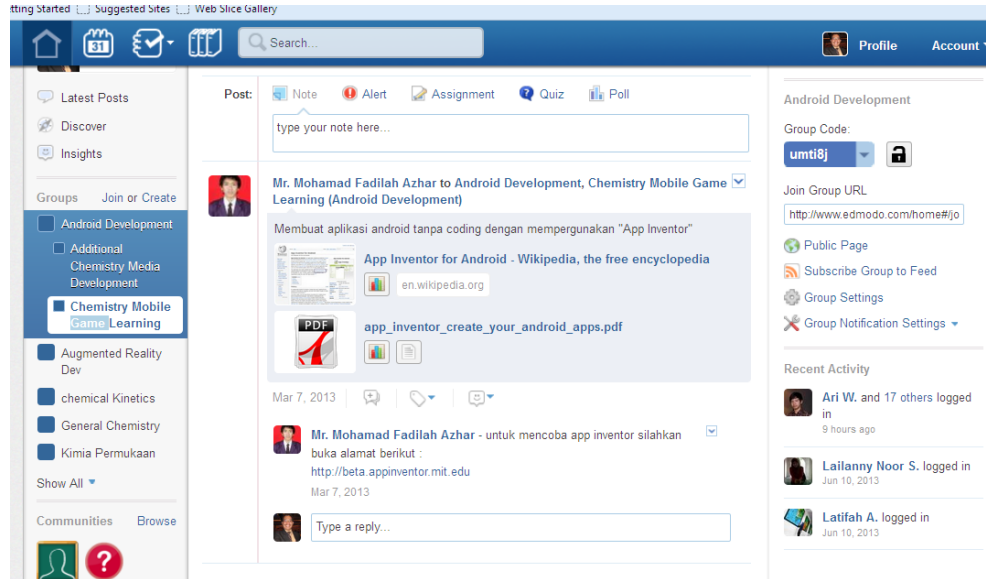 tting Started Suggested Sites Web Slice Gallery
31 Search... Profile Account
Latest Posts
Discover
Insights
Groups Join or Create
Android Development
Additional
Chemistry Media
Development
Chemistry Mobile
Game Learning
Augmented Reality
Dev
chemical Kinetics
General Chemistry
Kimia Permukaan
Show All
Communities Browse
?
Post: Note Alert Assignment Quiz Poll
type your note here...
Mr. Mohamad Fadilah Azhar to Android Development, Chemistry Mobile Game
Learning (Android Development)
Membuat aplikasi android tanpa coding dengan mempergunakan "App Inventor"
App Inventor for Android - Wikipedia, the free encyclopedia
en.wikipedia.org
PDF
app_inventor_create_your_android_apps.pdf
Mar 7, 2013
Mr. Mohamad Fadilah Azhar - untuk mencoba app inventor silahkan
buka alamat berikut :
http://beta.appinventor.mit.edu
Mar 7, 2013
Type a reply...
Android Development
Group Code:
umti8j
Join Group URL
http://www.edmodo.com/home#/jo
Public Page
Subscribe Group to Feed
Group Settings
Group Notification Settings
Recent Activity
Ari W. and 17 others logged
in
9 hours ago
Lailanny Noor S. logged in
Jun 10, 2013
Latifah A. logged in
Jun 10, 2013